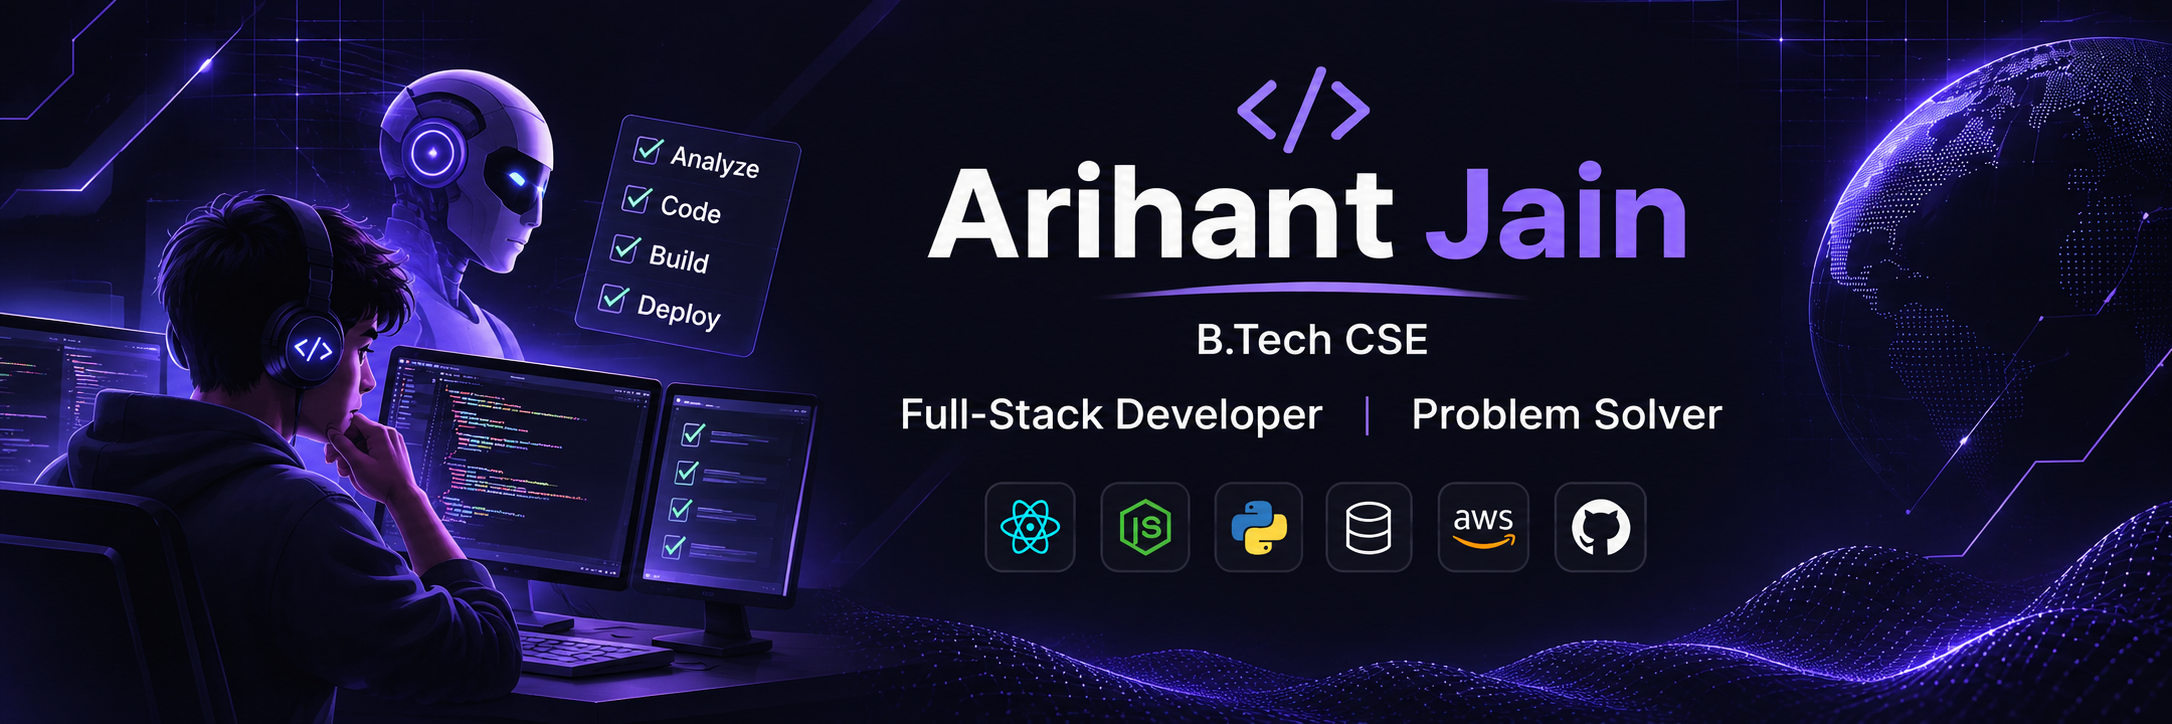 Analyze
Code
Build
Deploy
</>
</>
Arihant Jain
B.Tech CSE
Full-Stack Developer | Problem Solver
JS
aws